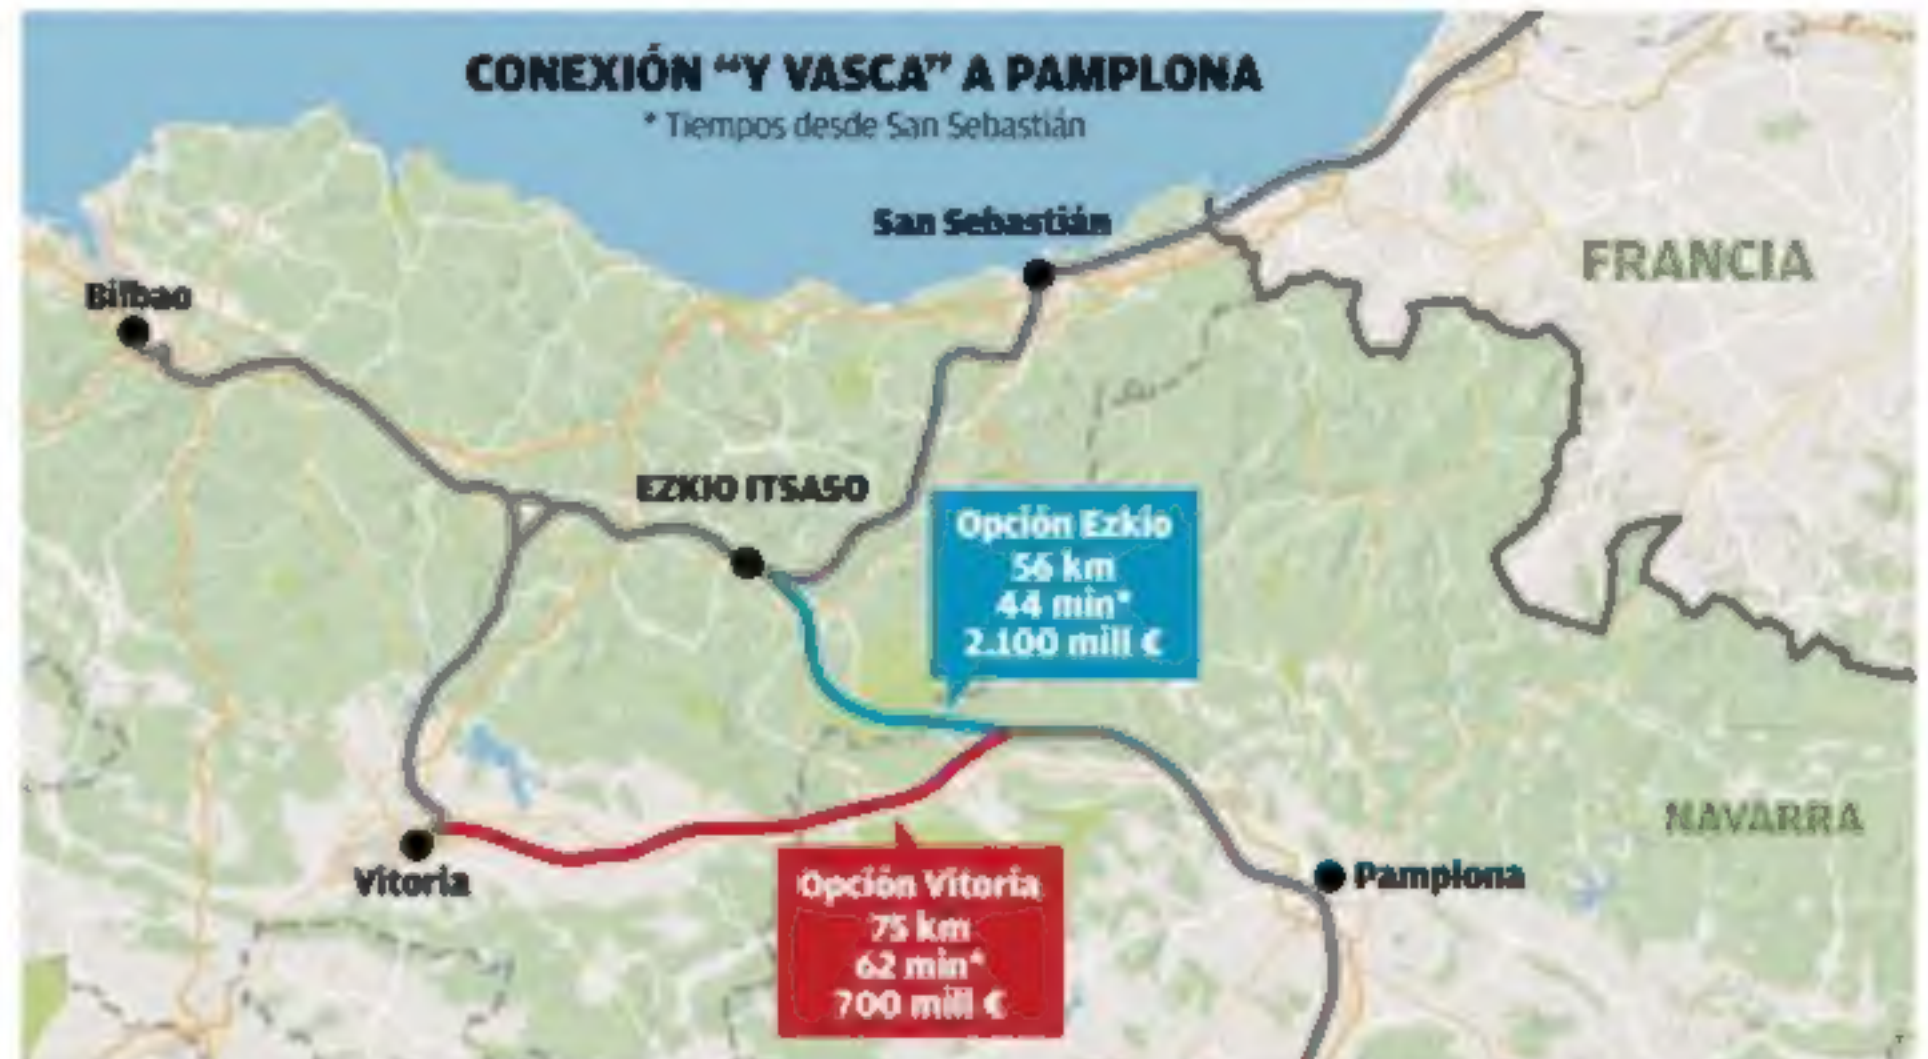 CONEXIÓN “Y VASCA” A PAMPLONA
* Tiempos desde San Sebastián
San Sebastián
FRANCIA
Bilbao
EZKIO ITSASO
Opción Ezkio
56 km
44 min*
2.100 mill €
NAVARRA
Vitoria
Opción Vitoria
75 km
62 min*
700 mill €
Pamplona